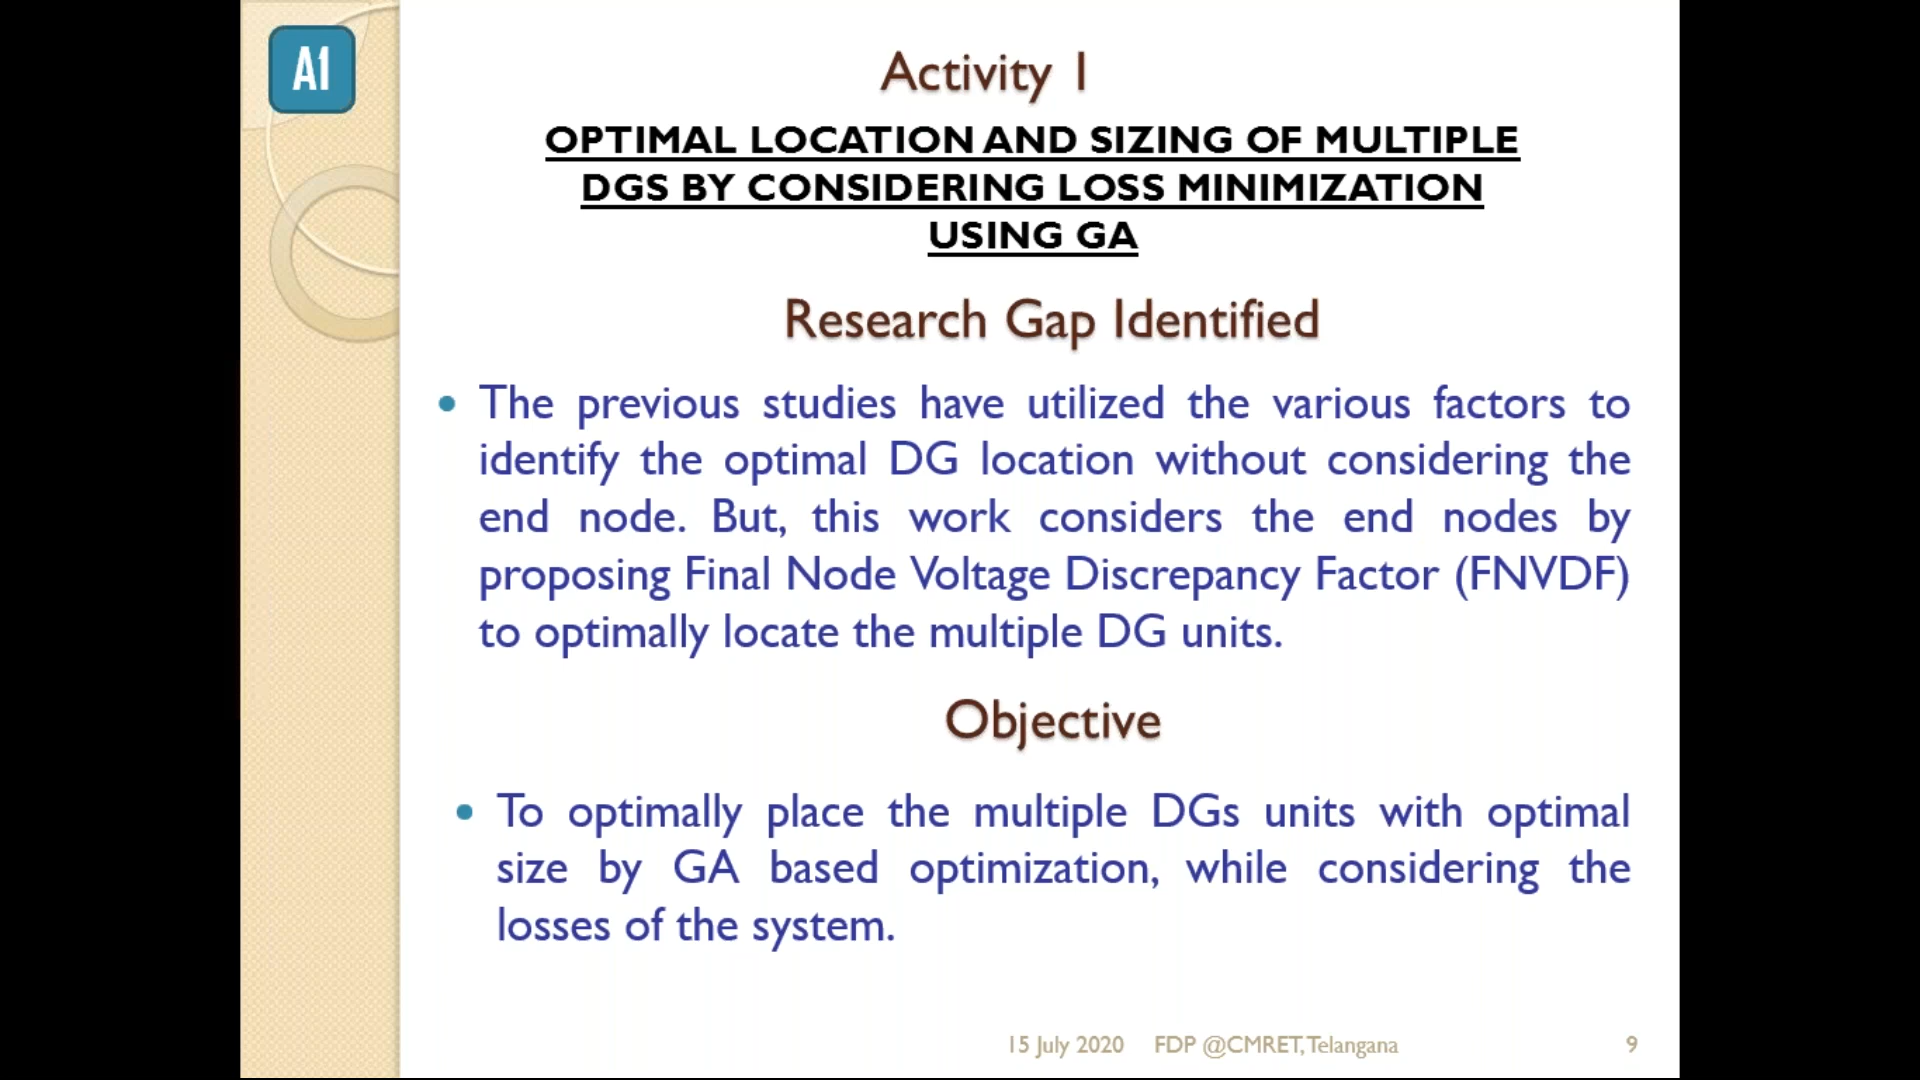 A1
Activity 1
OPTIMAL LOCATION AND SIZING OF MULTIPLE
DGS BY CONSIDERING LOSS MINIMIZATION
USING GA
Research Gap Identified
• The previous studies have utilized the various factors to
identify the optimal DG location without considering the
end node. But, this work considers the end nodes by
proposing Final Node Voltage Discrepancy Factor (FNVDF)
to optimally locate the multiple DG units.
Objective
• To optimally place the multiple DGs units with optimal
size by GA based optimization, while considering the
losses of the system.
15 July 2020 FDP @CMRET,Telangana 9